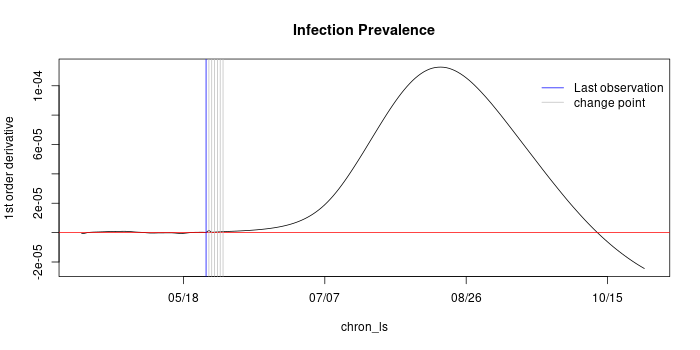 Infection Prevalence
1st order derivative
1e-04
6e-05
2e-05
-2e-05
Last observation
change point
05/18
07/07
08/26
10/15
chron_ls